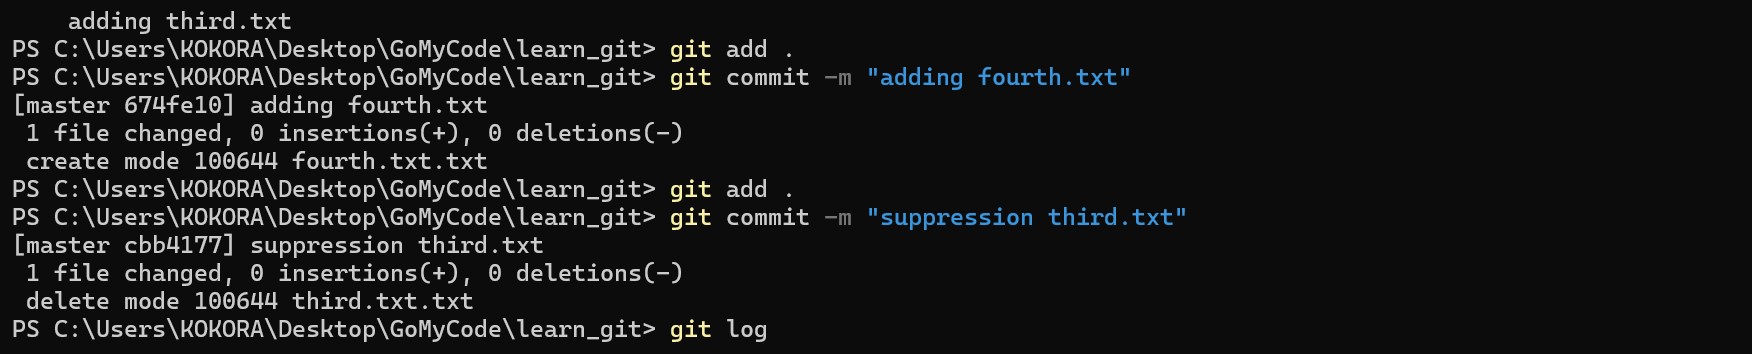 adding third.txt
PS C:\Users\KOKORA\Desktop\GoMyCode\learn_git> git add .
PS C:\Users\KOKORA\Desktop\GoMyCode\learn_git> git commit -m "adding fourth.txt"
[master 674fe10] adding fourth.txt
1 file changed, 0 insertions(+), 0 deletions(-)
create mode 100644 fourth.txt.txt
PS C:\Users\KOKORA\Desktop\GoMyCode\learn_git> git add .
PS C:\Users\KOKORA\Desktop\GoMyCode\learn_git> git commit -m "suppression third.txt"
[master cbb4177] suppression third.txt
1 file changed, 0 insertions(+), 0 deletions(-)
delete mode 100644 third.txt.txt
PS C:\Users\KOKORA\Desktop\GoMyCode\learn_git> git log